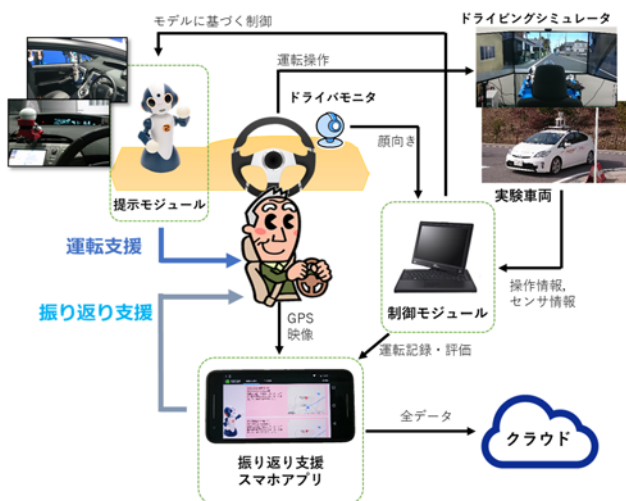 モデルに基づく制御
ドライビングシミュレータ
運転操作
ドライバモニタ
顔向き
提示モジュール
実験車両
運転支援
操作情報,
センサ情報
振り返り支援
制御モジュール
GPS
映像
運転記録・評価
全データ
クラウド
振り返り支援
スマホアプリ